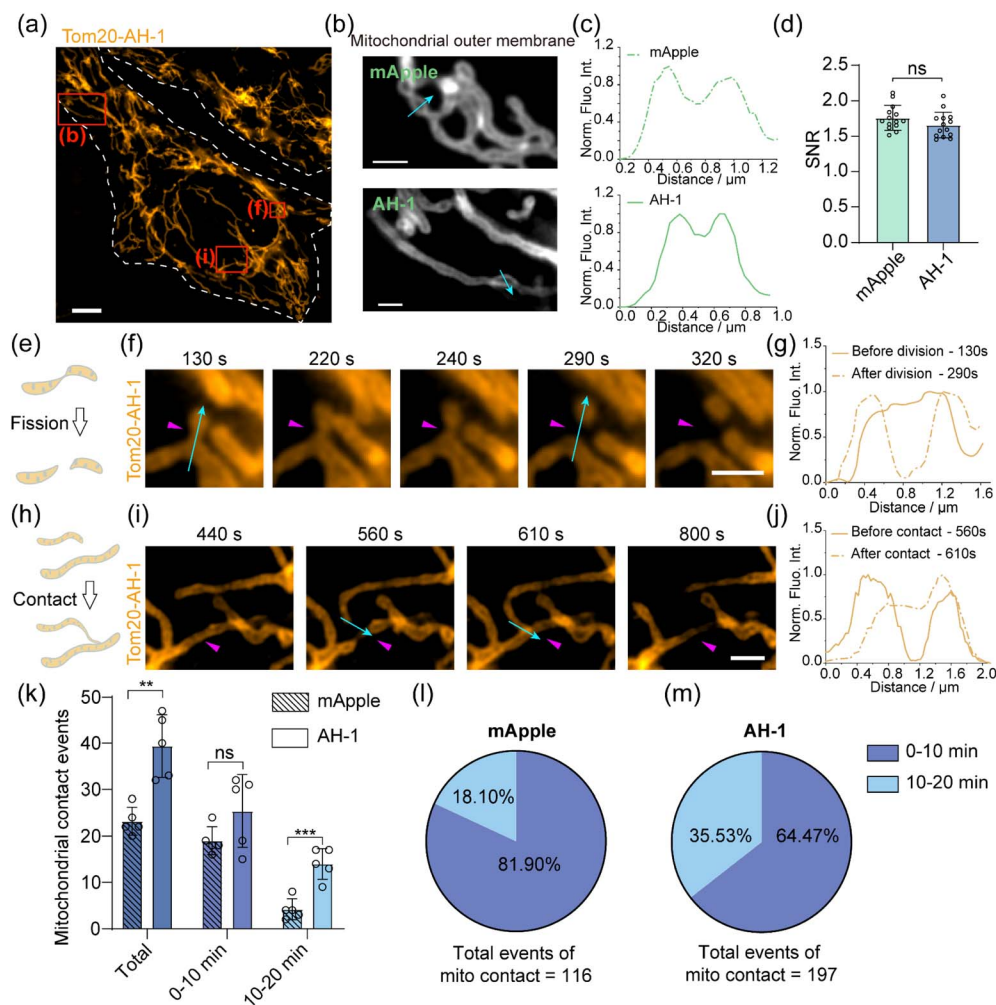 (a)
Tom20-AH-1
(b)
(f)
(i)
(b)
Mitochondrial outer membrane
mApple
AH-1
(c)
Norm. Fluo. Int.
1.2
1.0
0.8
0.4
0.0
mApple
0.0 0.2 0.4 0.6 0.8 1.0 1.2
Distance / µm
Norm. Fluo. Int.
1.2
0.8
0.4
0.0
AH-1
0.0 0.2 0.4 0.6 0.8 1.0
Distance / µm
(d)
ns
SNR
2.5
2.0
1.5
1.0
0.5
0.0
mApple
AH-1
(e)
Fission
(f)
Tom20-AH-1
130 s
220 s
240 s
290 s
320 s
(g)
Norm. Fluo. Int.
1.5
1.0
0.5
0.0
Before division - 130s
After division - 290s
0.0 0.4 0.8 1.2 1.6
Distance / µm
(h)
Contact
(i)
Tom20-AH-1
440 s
560 s
610 s
800 s
(j)
Norm. Fluo. Int.
1.5
1.0
0.5
0.0
Before contact - 560s
After contact - 610s
0.0 0.4 0.8 1.2 1.6 2.0
Distance / µm
(k)
Mitochondrial contact events
50
40
30
20
10
0
**
ns
***
mApple
AH-1
Total
0-10 min
10-20 min
(l)
mApple
18.10%
81.90%
Total events of
mito contact = 116
(m)
AH-1
35.53%
64.47%
Total events of
mito contact = 197
0-10 min
10-20 min